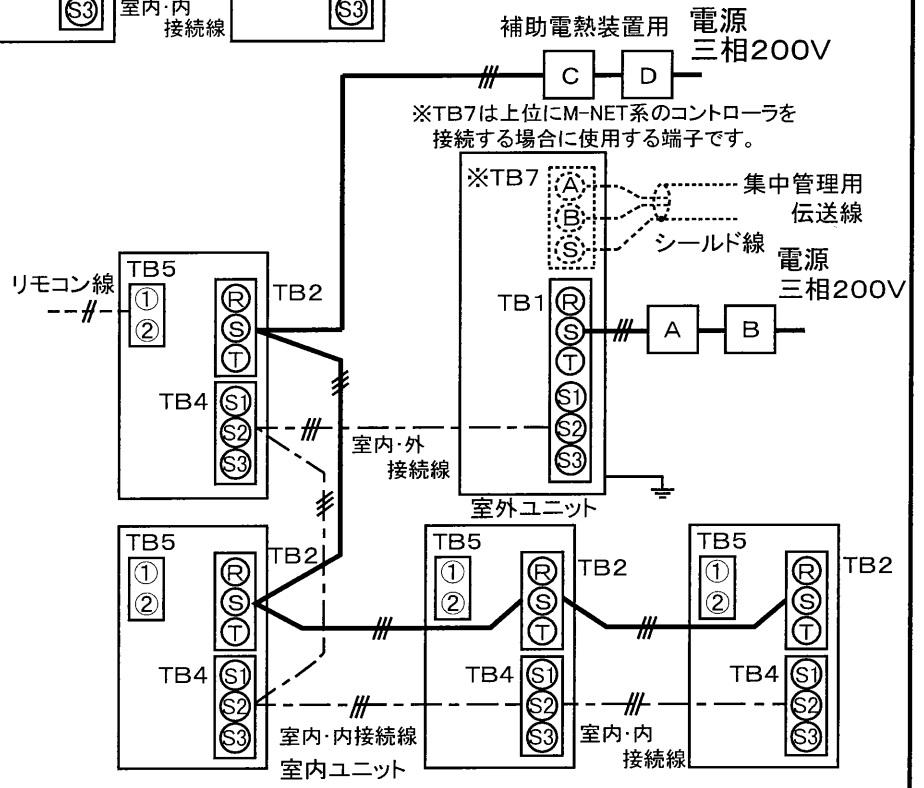 S3
室内･内
接続線
S3
補助電熱装置用
電源
三相200V
C
D
※TB7は上位にM-NET系のコントローラを
接続する場合に使用する端子です。
※TB7
A
B
S
集中管理用
伝送線
シールド線
電源
三相200V
TB1
R
S
T
S1
S2
S3
A
B
室外ユニット
リモコン線
TB5
①
②
R
S
T
TB2
TB4
S1
S2
S3
室内･外
接続線
TB5
①
②
R
S
T
TB2
TB4
S1
S2
S3
室内･内接続線
室内ユニット
TB5
①
②
R
S
T
TB2
TB4
S1
S2
S3
室内･内
接続線
TB5
①
②
R
S
T
TB2
TB4
S1
S2
S3